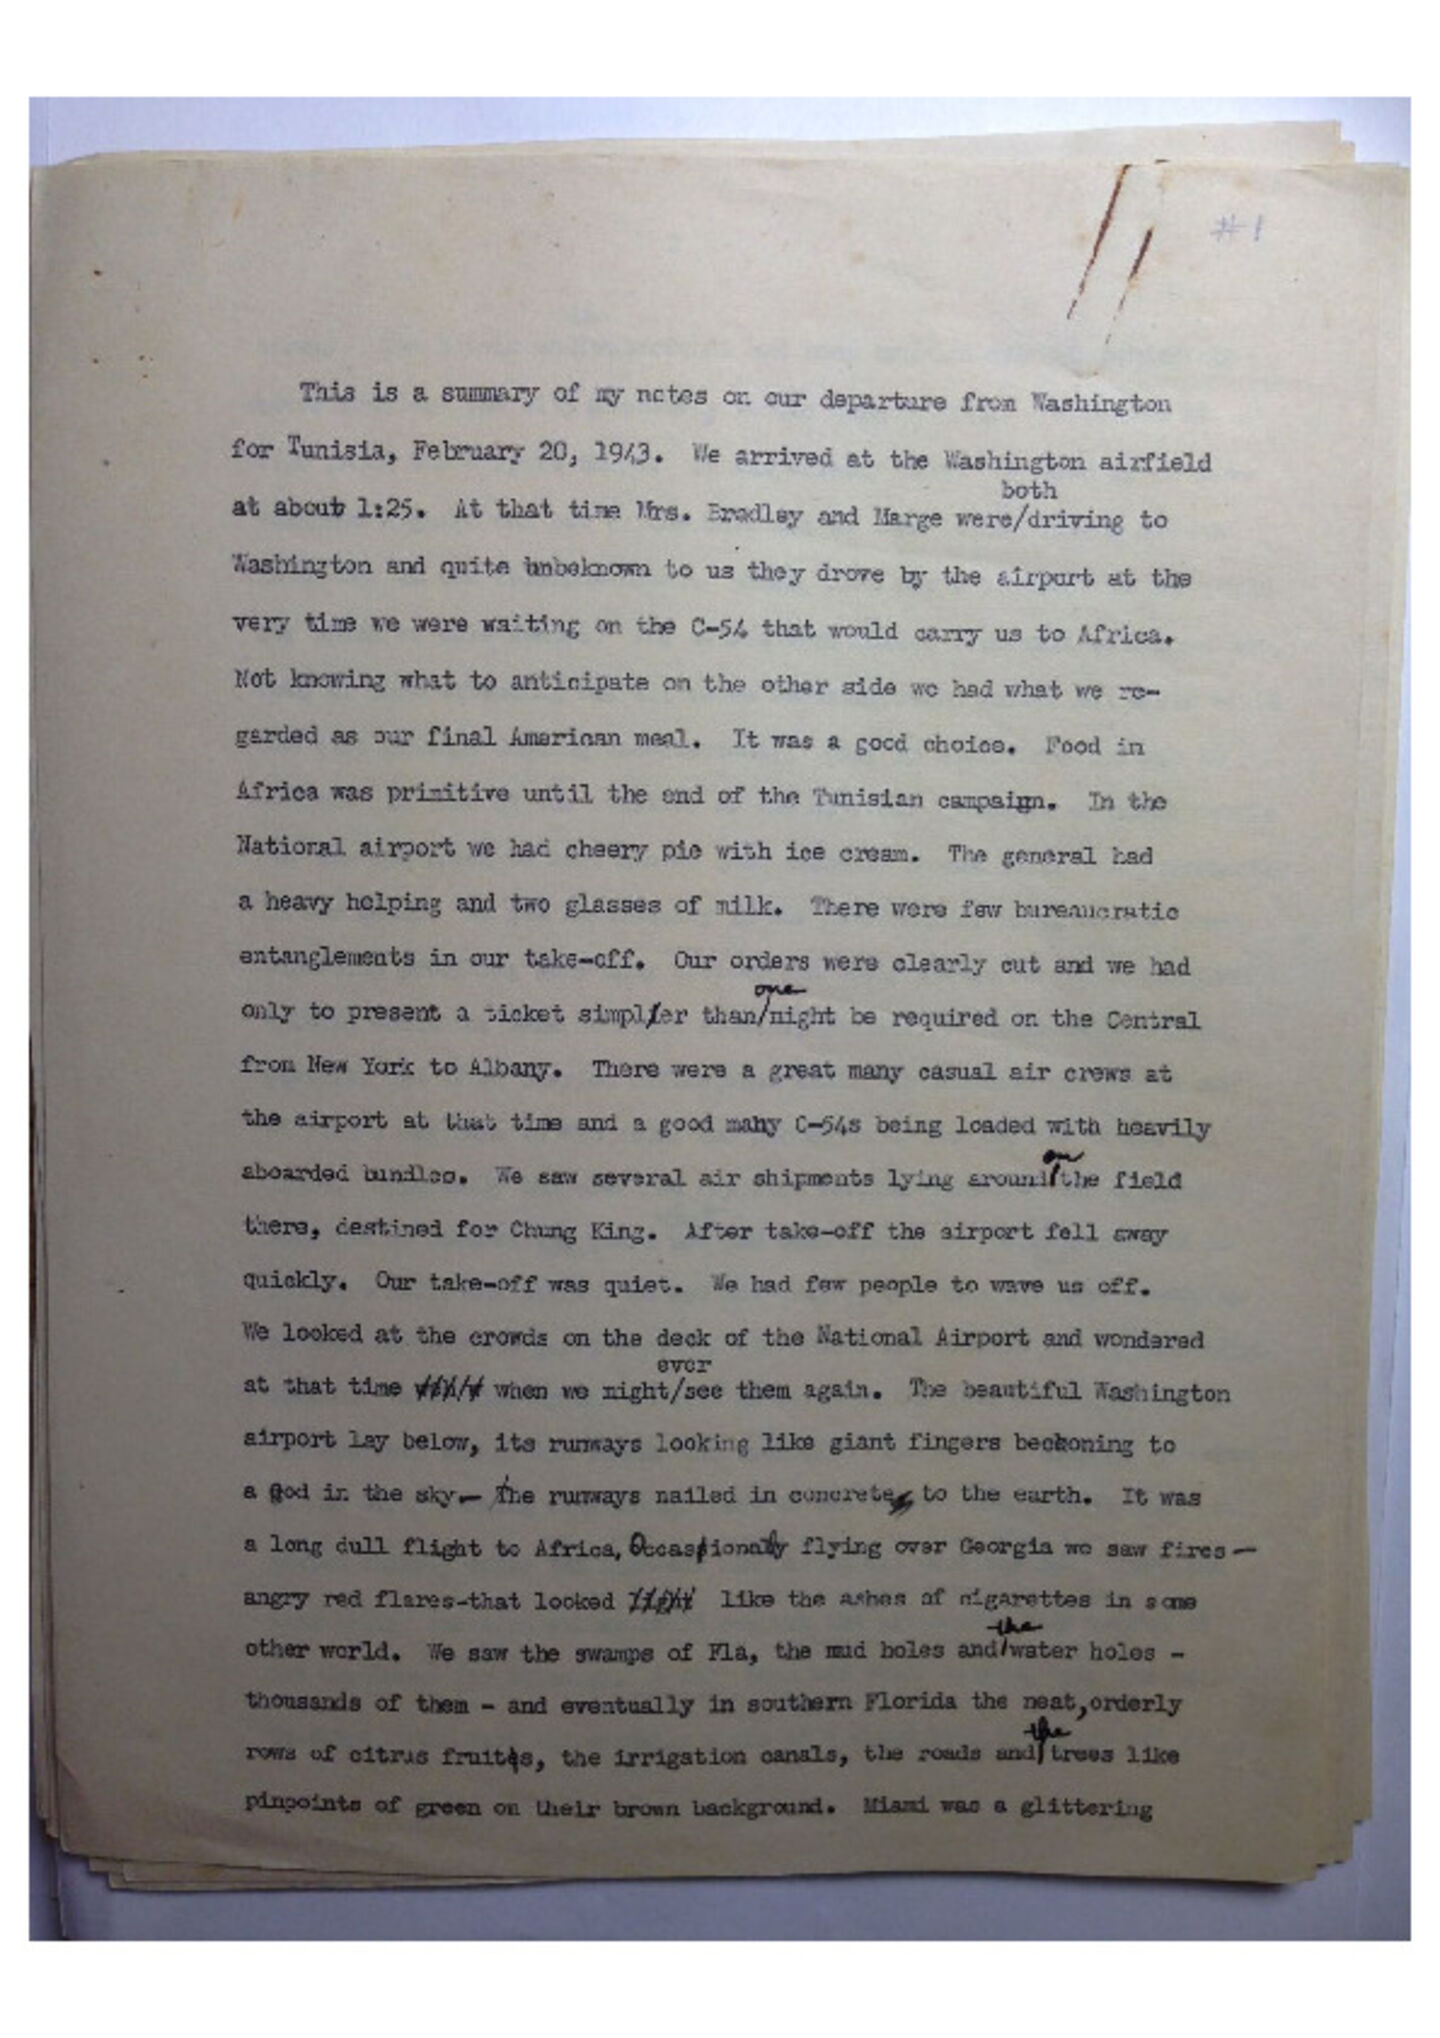 #1
This is a summary of my notes on our departure from Washington
for Tunisia, February 20, 1943. We arrived at the Washington airfield
both
at about 1:25. At that time Mrs. Bradley and Marge were/driving to
Washington and quite unbeknown to us they drove by the airport at the
very time we were waiting on the C-54 that would carry us to Africa.
Not knowing what to anticipate on the other side we had what we re-
garded as our final American meal. It was a good choice. Food in
Africa was primitive until the end of the Tunisian campaign. In the
National airport we had cheery pie with ice cream. The general had
a heavy helping and two glasses of milk. There were few bureaucratic
entanglements in our take-off. Our orders were clearly cut and we had
one
only to present a ticket simpler than/might be required on the Central
from New York to Albany. There were a great many casual air crews at
the airport at that time and a good many C-54s being loaded with heavily
aboarded bundles. We saw several air shipments lying around/the field
on
there, destined for Chung King. After take-off the airport fell away
quickly. Our take-off was quiet. We had few people to wave us off.
We looked at the crowds on the deck of the National Airport and wondered
ever
at that time when we might/see them again. The beautiful Washington
airport lay below, its runways looking like giant fingers beckoning to
a god in the sky.— The runways nailed in concrete to the earth. It was
a long dull flight to Africa, Occasionally flying over Georgia we saw fires—
angry red flares-that looked like the ashes of cigarettes in some
the
other world. We saw the swamps of Fla, the mud holes and/water holes -
thousands of them - and eventually in southern Florida the neat, orderly
the
rows of citrus fruits, the irrigation canals, the roads and/trees like
pinpoints of green on their brown background. Miami was a glittering